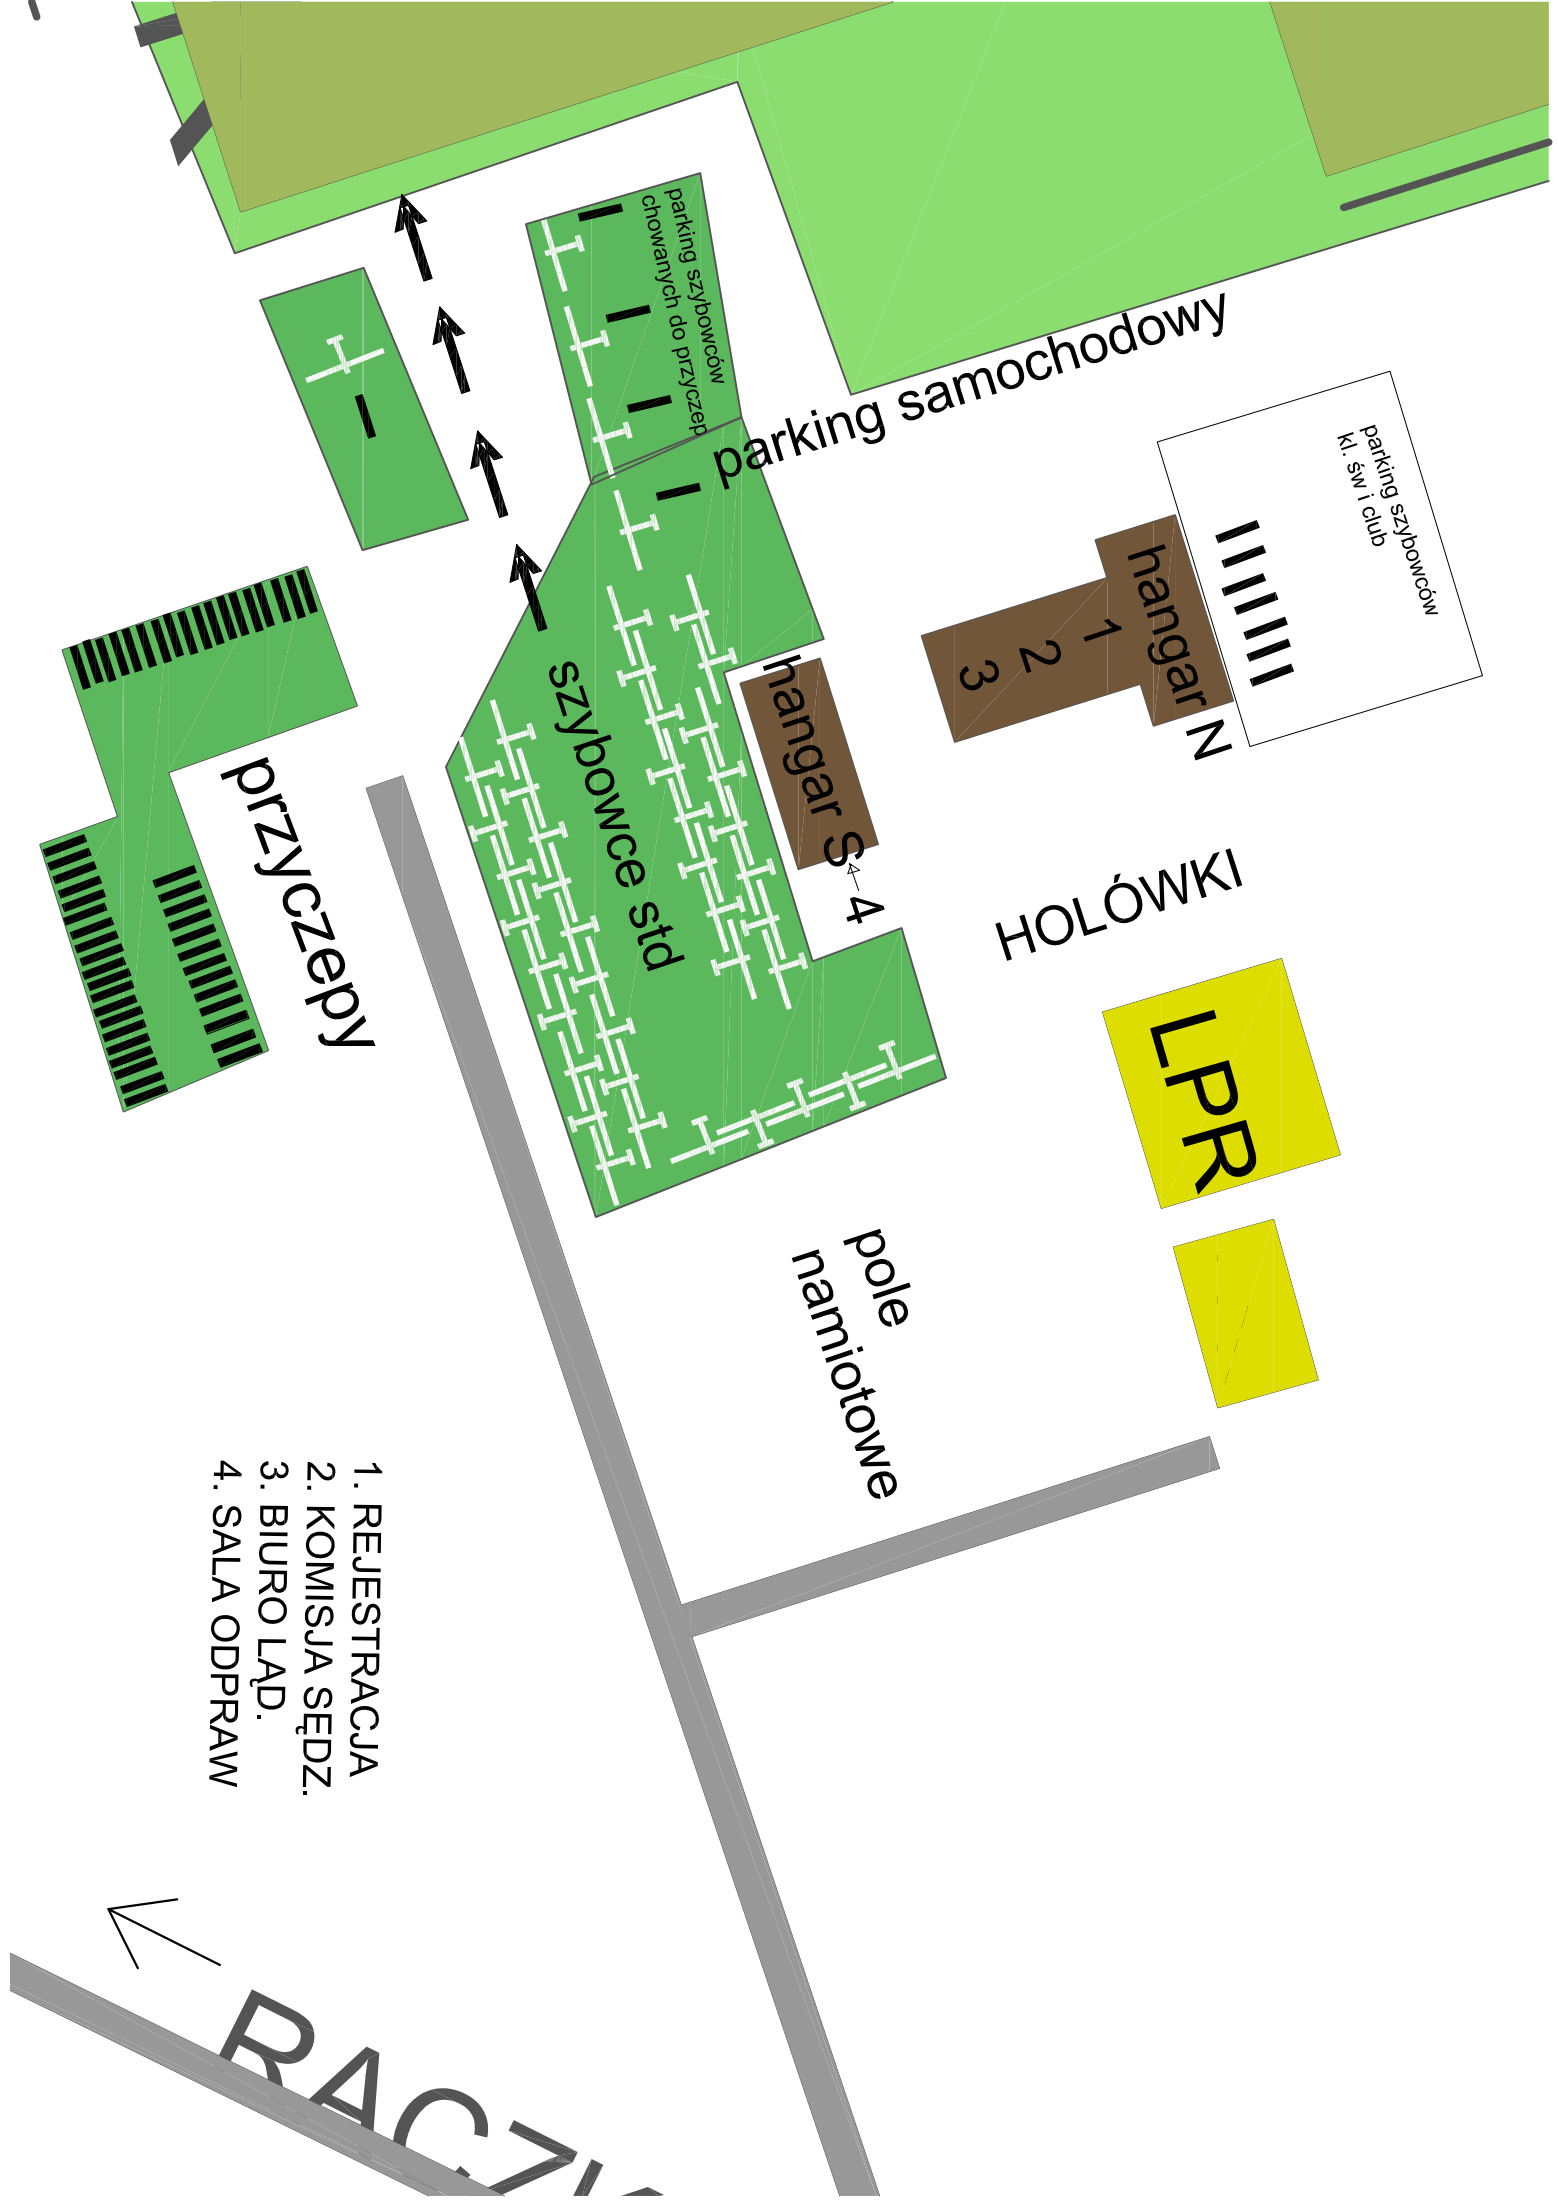 parking szybowców
chowanych do przyczep
parking samochodowy
parking szybowców
kl. św i club
hangar N
1
2
3
hangar S
4
szybowce std
przyczepy
HOLÓWKI
LPR
pole
namiotowe
1. REJESTRACJA
2. KOMISJA SĘDZ.
3. BIURO LĄD.
4. SALA ODPRAW